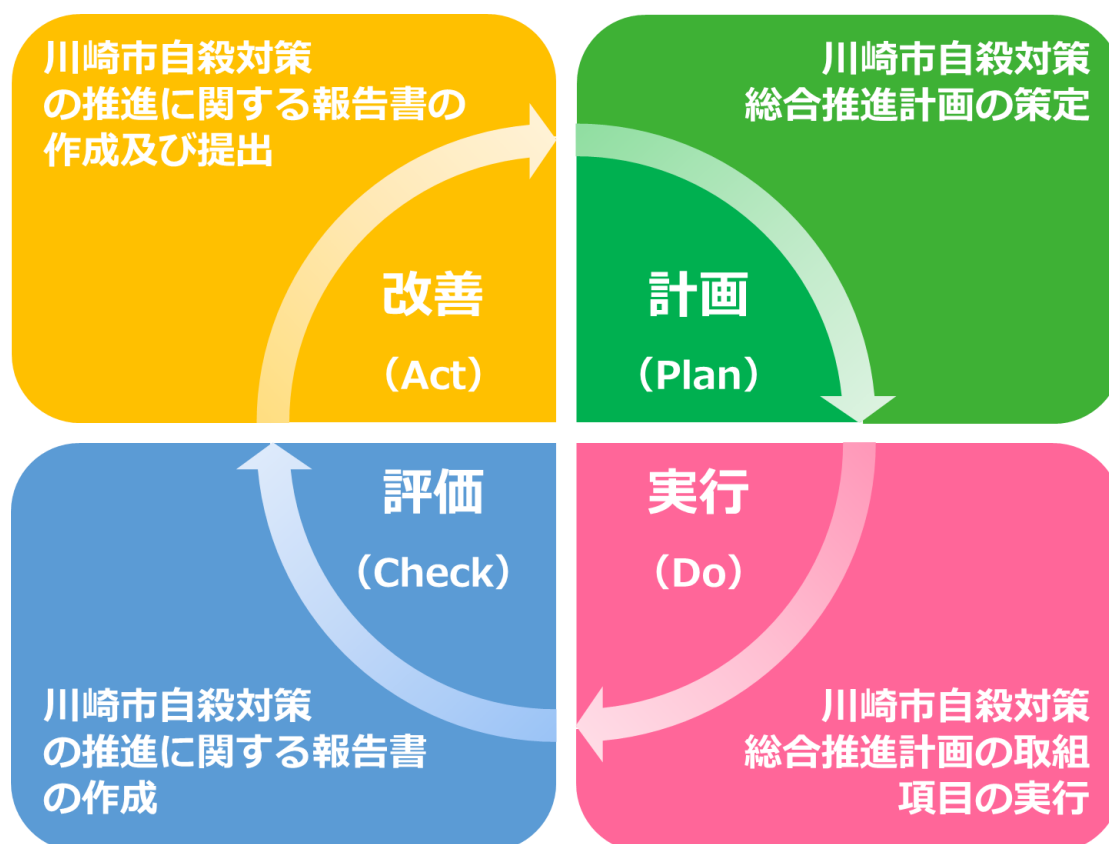 川崎市自殺対策
の推進に関する報告書の
作成及び提出
改善
（Act）
川崎市自殺対策
総合推進計画の策定
計画
（Plan）
評価
（Check）
川崎市自殺対策
の推進に関する報告書
の作成
実行
（Do）
川崎市自殺対策
総合推進計画の取組
項目の実行